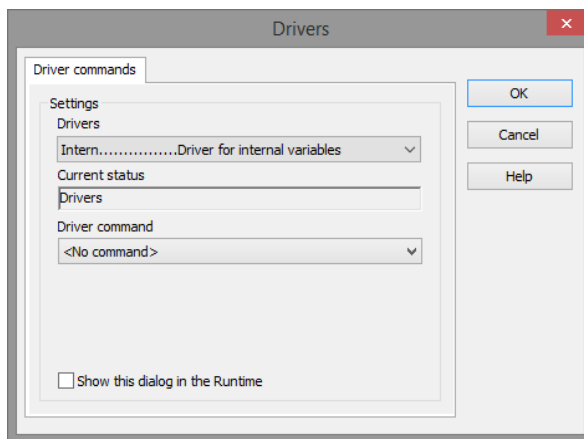 Drivers
Driver commands
OK
Cancel
Help
Settings
Drivers
Intern................Driver for internal variables
Current status
Drivers
Driver command
<No command>
Show this dialog in the Runtime